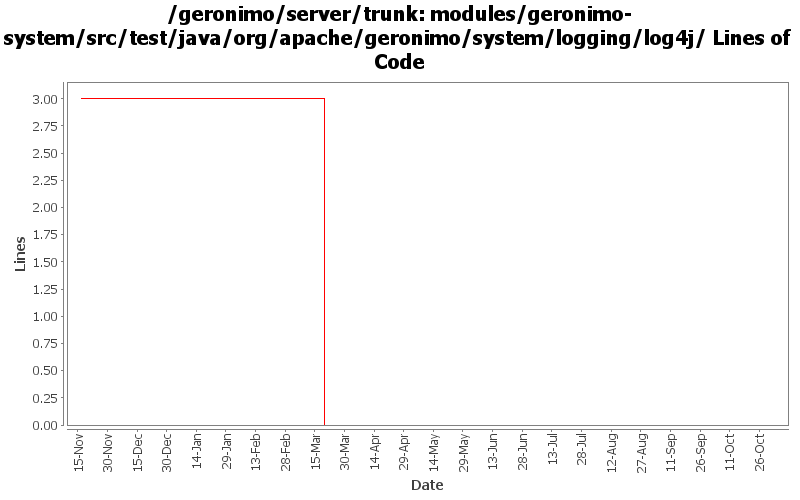 /geronimo/server/trunk: modules/geronimo-
system/src/test/java/org/apache/geronimo/system/logging/log4j/ Lines of
Code
3.00
2.75
2.50
2.25
2.00
1.75
1.50
1.25
1.00
0.75
0.50
0.25
0.00
Lines
15-Nov
30-Nov
15-Dec
30-Dec
14-Jan
29-Jan
13-Feb
28-Feb
15-Mar
30-Mar
14-Apr
29-Apr
14-May
29-May
13-Jun
28-Jun
13-Jul
28-Jul
12-Aug
27-Aug
11-Sep
26-Sep
11-Oct
26-Oct
Date